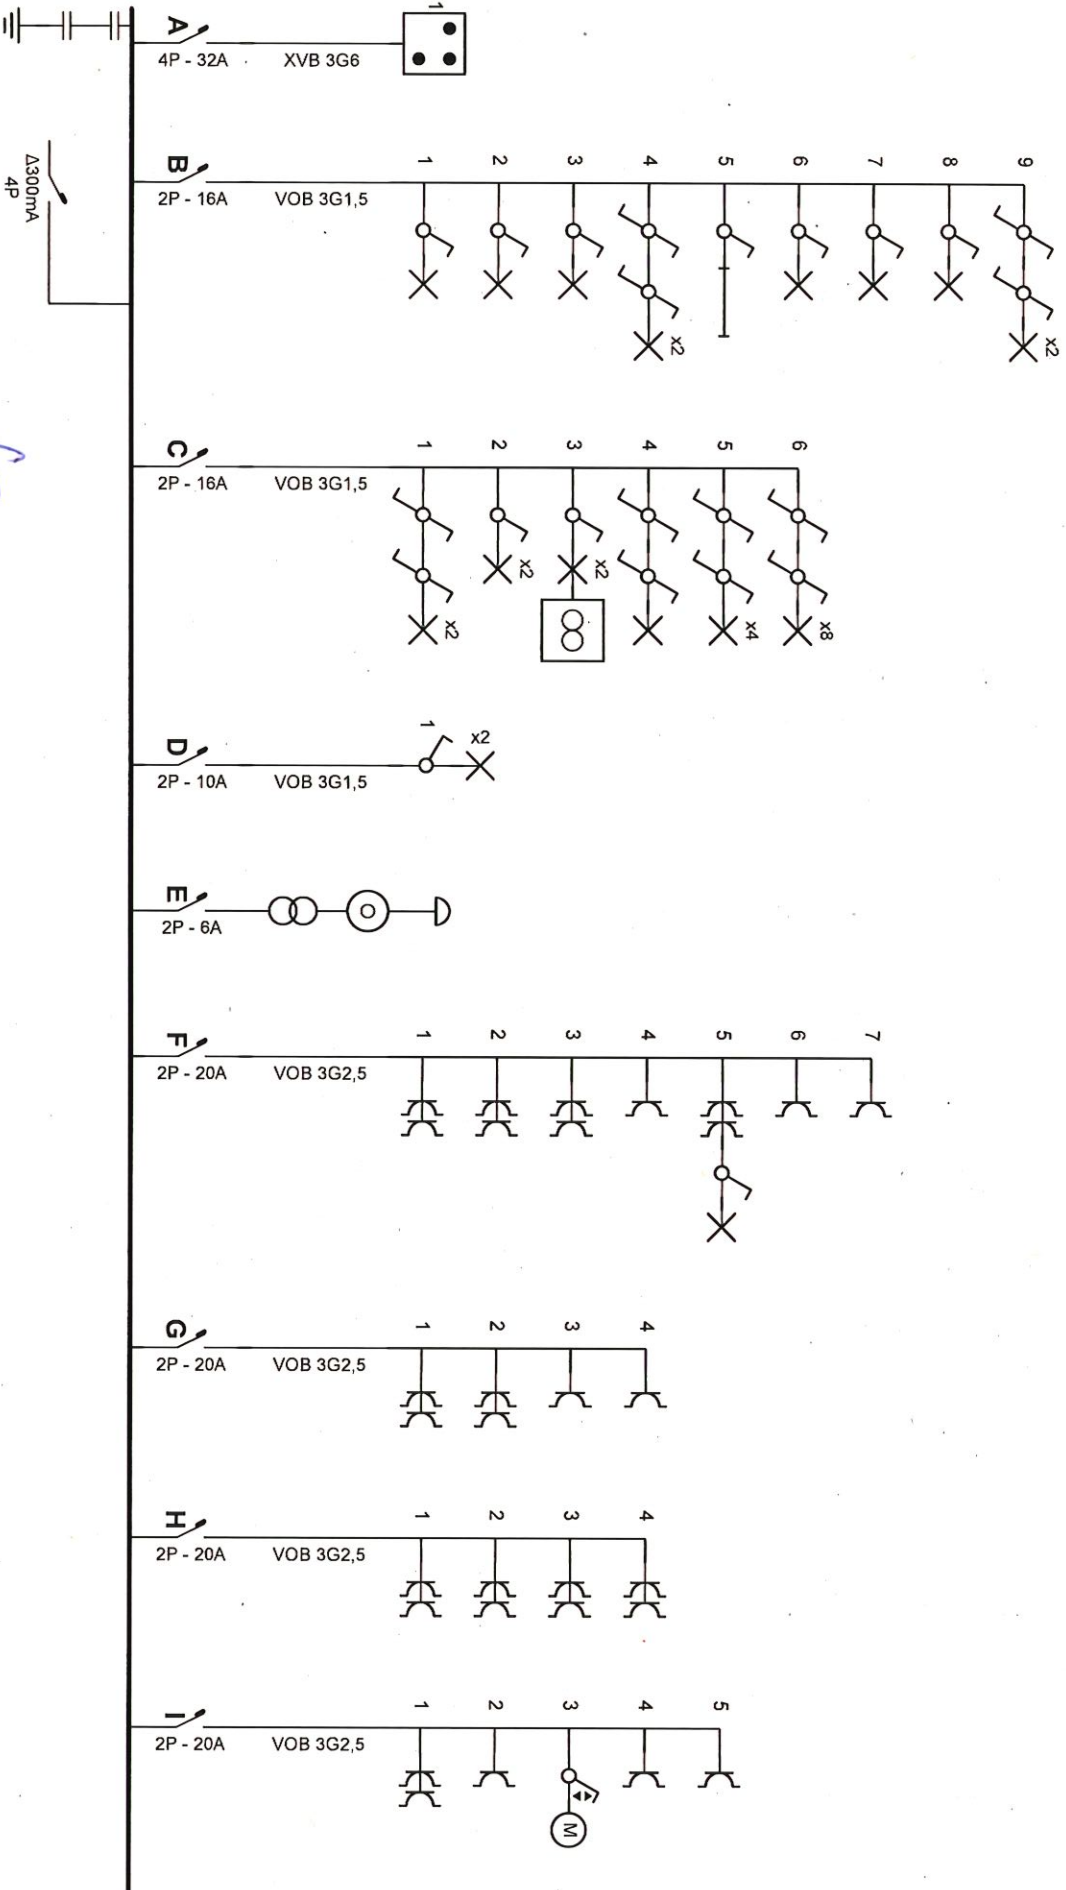 A
4P - 32A
XVB 3G6
1
Δ300mA
4P
B
2P - 16A
VOB 3G1,5
1
2
3
4
5
6
7
8
9
x2
x2
C
2P - 16A
VOB 3G1,5
1
2
3
4
5
6
x2
x2
x2
x4
x8
D
2P - 10A
VOB 3G1,5
1
x2
E
2P - 6A
F
2P - 20A
VOB 3G2,5
1
2
3
4
5
6
7
G
2P - 20A
VOB 3G2,5
1
2
3
4
H
2P - 20A
VOB 3G2,5
1
2
3
4
I
2P - 20A
VOB 3G2,5
1
2
3
4
5
M